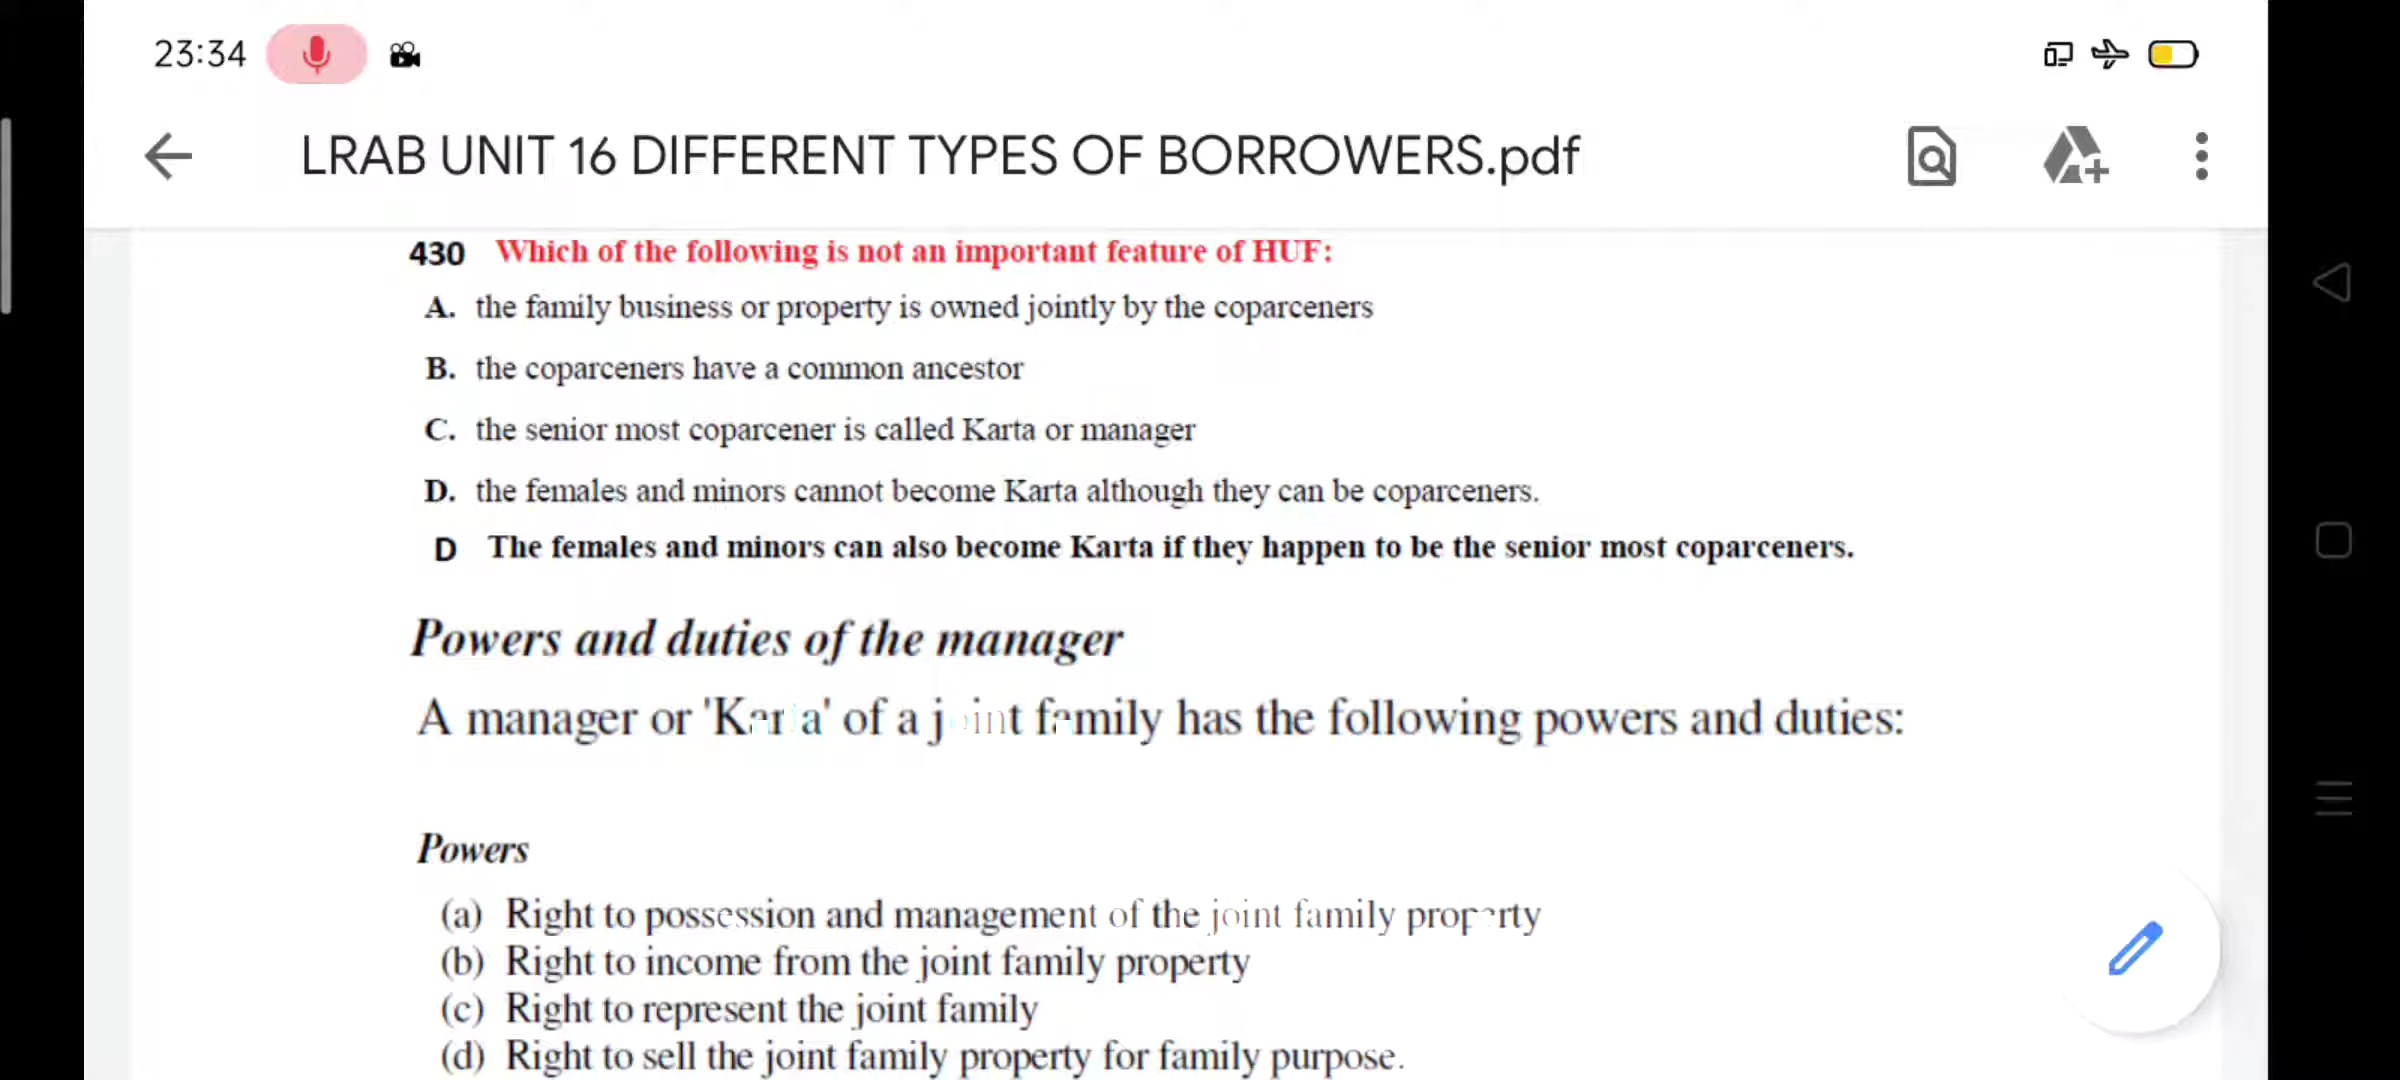 23:34
LRAB UNIT 16 DIFFERENT TYPES OF BORROWERS.pdf
430 Which of the following is not an important feature of HUF:
A. the family business or property is owned jointly by the coparceners
B. the coparceners have a common ancestor
C. the senior most coparcener is called Karta or manager
D. the females and minors cannot become Karta although they can be coparceners.
D The females and minors can also become Karta if they happen to be the senior most coparceners.
Powers and duties of the manager
A manager or 'Karta' of a joint family has the following powers and duties:
Powers
(a) Right to possession and management of the joint family property
(b) Right to income from the joint family property
(c) Right to represent the joint family
(d) Right to sell the joint family property for family purpose.